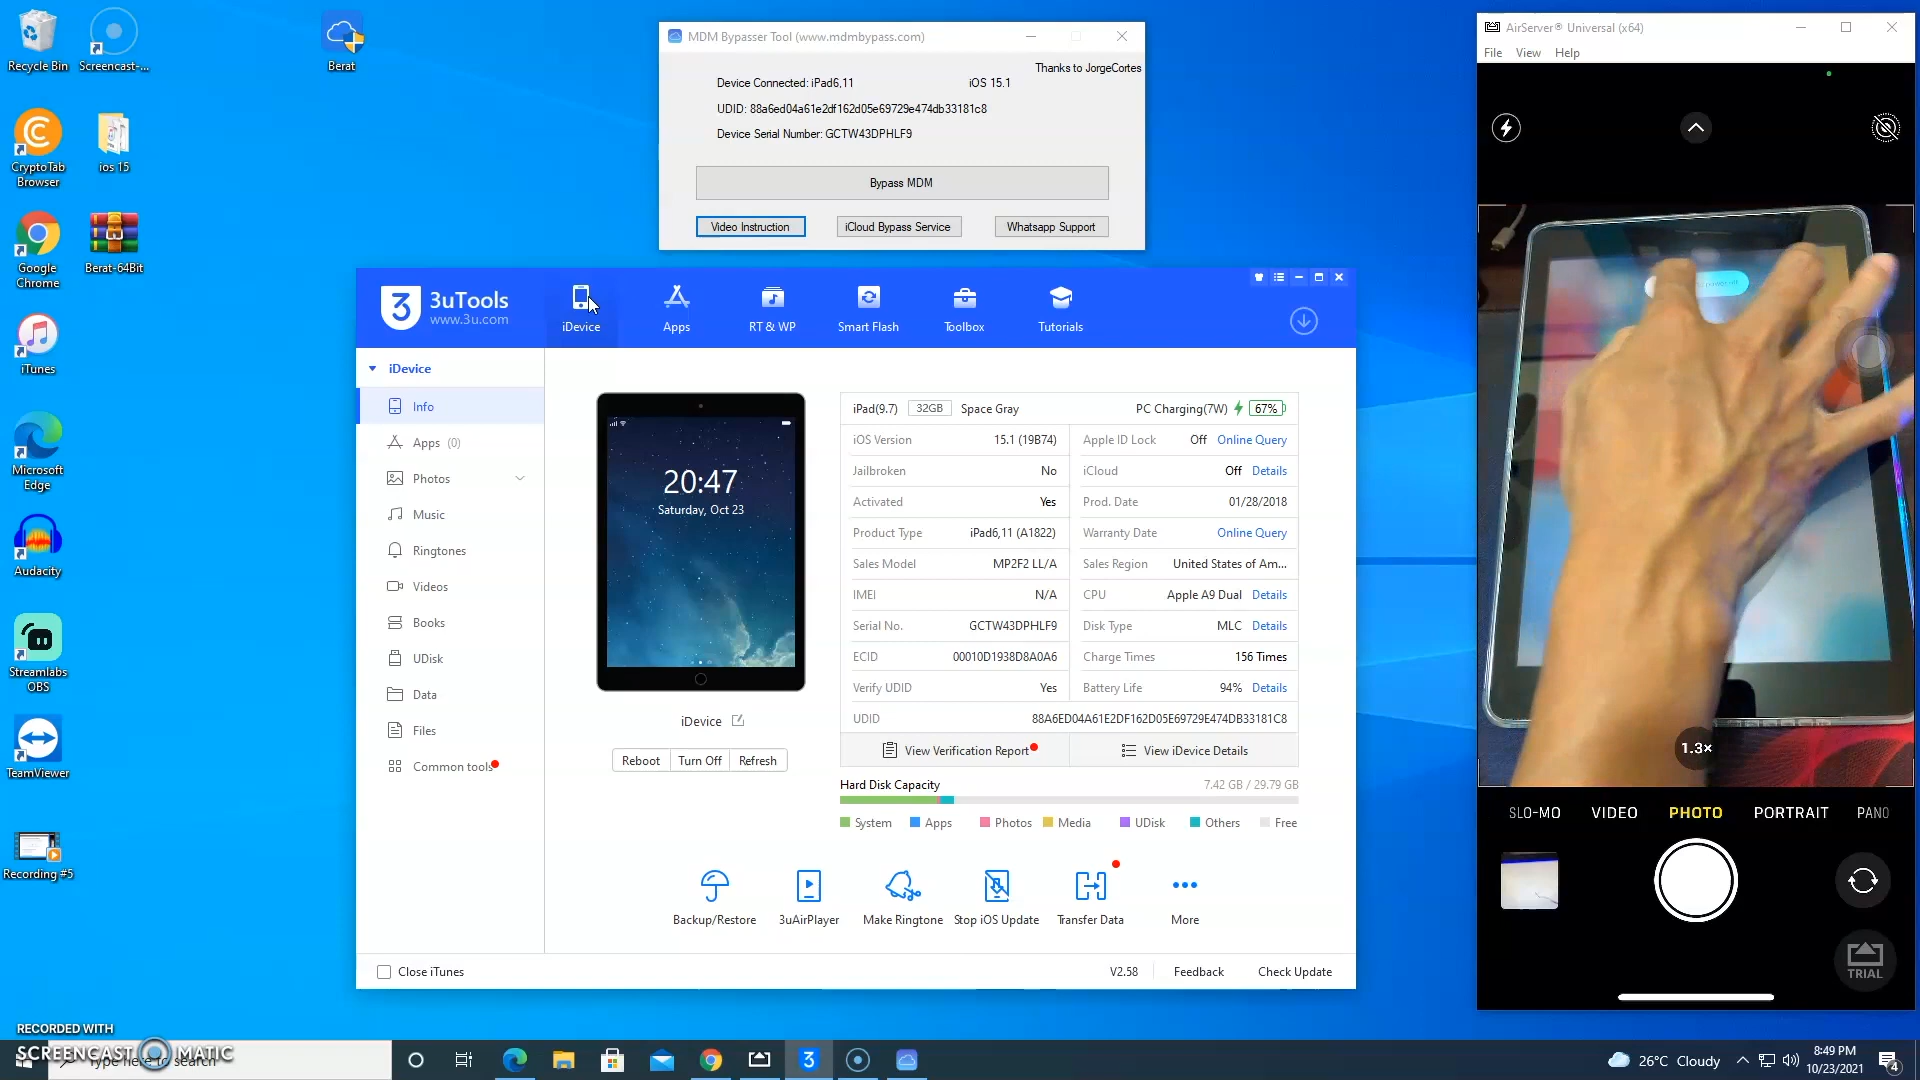 Recycle Bin
Screencast-...
Berat
CryptoTab
Browser
ios 15
Google
Chrome
Berat-64Bit
iTunes
Microsoft
Edge
Audacity
Streamlabs
OBS
TeamViewer
Recording #5
MDM Bypasser Tool (www.mdmbypass.com)
Thanks to JorgeCortes
Device Connected: iPad6,11
iOS 15.1
UDID: 88a6ed04a61e2df162d05e69729e474db33181c8
Device Serial Number: GCTW43DPHLF9
Bypass MDM
Video Instruction
iCloud Bypass Service
Whatsapp Support
3
3uTools
www.3u.com
iDevice
Apps
RT & WP
Smart Flash
Toolbox
Tutorials
iDevice
Info
Apps (0)
Photos
Music
Ringtones
Videos
Books
UDisk
Data
Files
Common tools
20:47
Saturday, Oct 23
iDevice
Reboot
Turn Off
Refresh
iPad(9.7) 32GB Space Gray PC Charging(7W) 67%
iOS Version 15.1 (19B74) Apple ID Lock Off Online Query
Jailbroken No iCloud Off Details
Activated Yes Prod. Date 01/28/2018
Product Type iPad6,11 (A1822) Warranty Date Online Query
Sales Model MP2F2 LL/A Sales Region United States of Am...
IMEI N/A CPU Apple A9 Dual Details
Serial No. GCTW43DPHLF9 Disk Type MLC Details
ECID 00010D1938D8A0A6 Charge Times 156 Times
Verify UDID Yes Battery Life 94% Details
UDID 88A6ED04A61E2DF162D05E69729E474DB33181C8
View Verification Report View iDevice Details
Hard Disk Capacity 7.42 GB / 29.79 GB
System Apps Photos Media UDisk Others Free
Backup/Restore
3uAirPlayer
Make Ringtone
Stop iOS Update
Transfer Data
More
Close iTunes
V2.58
Feedback
Check Update
AirServer® Universal (x64)
File View Help
1.3×
SLO-MO VIDEO PHOTO PORTRAIT PANO
TRIAL
RECORDED WITH
SCREENCAST MATIC
Type here to search
3
26°C Cloudy
8:49 PM
10/23/2021
4